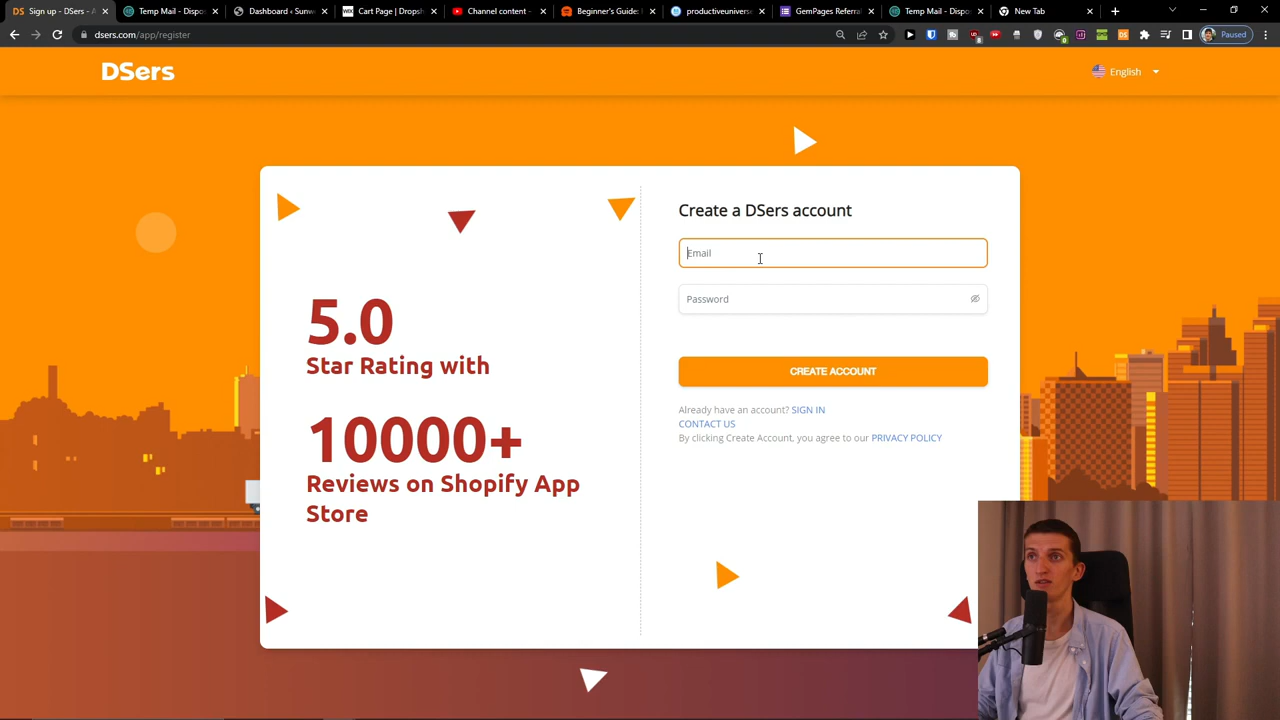 Sign up - DSers - A
Temp Mail - Dispos
Dashboard ‹ Sunw
Cart Page | Dropsh
Channel content -
Beginner's Guide:
productiveuniverse
GemPages Referral
Temp Mail - Dispo
New Tab
dsers.com/app/register
Paused
DSers
English
Create a DSers account
Email
Password
CREATE ACCOUNT
Already have an account? SIGN IN
CONTACT US
By clicking Create Account, you agree to our PRIVACY POLICY
5.0
Star Rating with
10000+
Reviews on Shopify App
Store